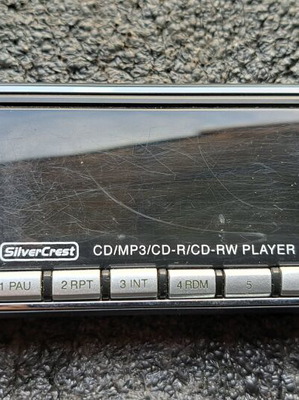 SilverCrest CD/MP3/CD-R/CD-RW PLAYER
1 PAU 2 RPT 3 INT 4 RDM 5